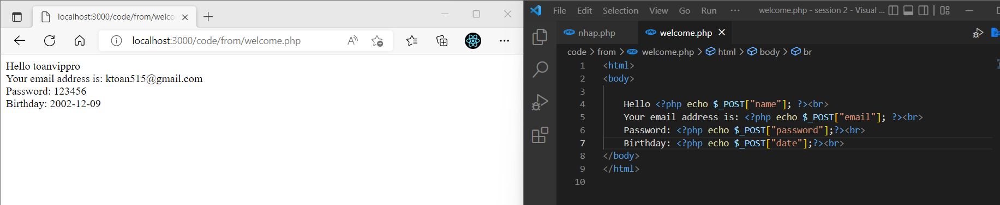 localhost:3000/code/from/welco
localhost:3000/code/from/welcome.php
Hello toanvippro
Your email address is: ktoan515@gmail.com
Password: 123456
Birthday: 2002-12-09
File Edit Selection View Go Run ··· welcome.php - session 2 - Visual ...
php nhap.php php welcome.php
code > from > php welcome.php > html > body > br
1 <html>
2 <body>
3
4 Hello <?php echo $_POST["name"]; ?><br>
5 Your email address is: <?php echo $_POST["email"]; ?><br>
6 Password: <?php echo $_POST["password"];?><br>
7 Birthday: <?php echo $_POST["date"];?><br>
8 </body>
9 </html>
10